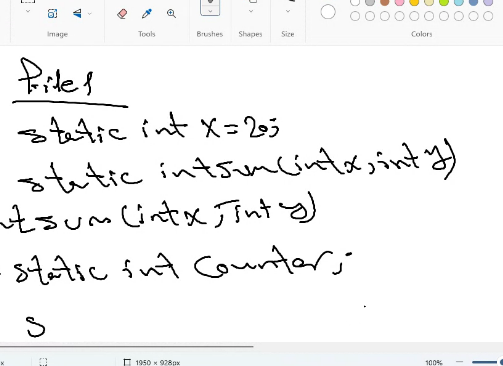 Image
Tools
Brushes
Shapes
Size
Colors
File1
static int x=20;
static int sum(int x, int y)
nt sum (int x, int y)
static int counter;
S
1950 × 928px
100%